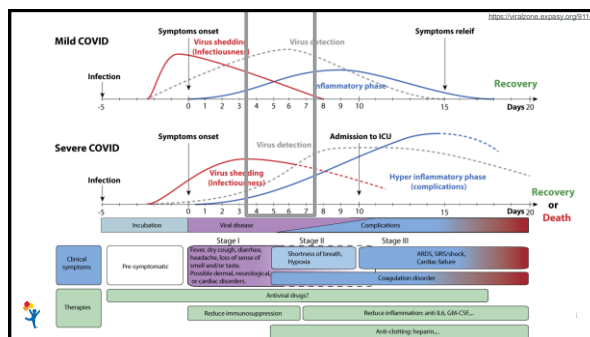 https://viralzone.expasy.org/911
Mild COVID
Symptoms onset
Virus shedding
(Infectiousness)
Virus detection
Symptoms releif
Infection
Inflammatory phase
Recovery
-5 0 1 2 3 4 5 6 7 8 9 10 15 Days 20
Symptoms onset
Admission to ICU
Virus detection
Severe COVID
Infection
Virus shedding
(Infectiousness)
Hyper inflammatory phase
(complications)
Recovery
or
Death
-5 0 1 2 3 4 5 6 7 8 9 10 15 Days 20
Incubation
Viral disease
Complications
Stage I
Stage II
Stage III
Clinical
symptoms
Pre-symptomatic
Fever, dry cough, diarrhea,
headache, loss of sense of
smell and/or taste.
Possible dermal, neurological,
or cardiac disorders.
Shortness of breath,
Hypoxia
ARDS, SIRS/shock,
Cardiac failure
Coagulation disorder
Therapies
Antiviral drugs?
Reduce immunosuppression
Reduce inflammation: anti IL6, GM-CSF,...
Anti-clotting: heparin,...